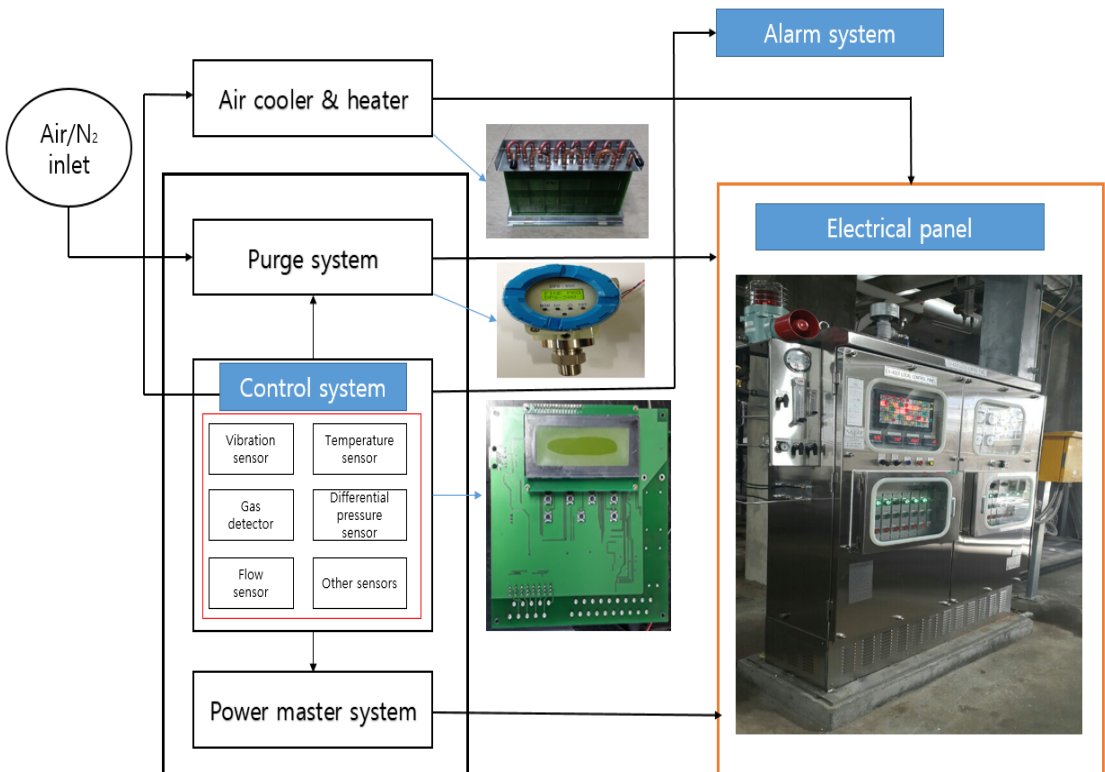 Alarm system
Air cooler & heater
Air/N₂
inlet
Electrical panel
Purge system
Control system
Vibration
sensor
Temperature
sensor
Gas
detector
Differential
pressure
sensor
Flow
sensor
Other sensors
Power master system